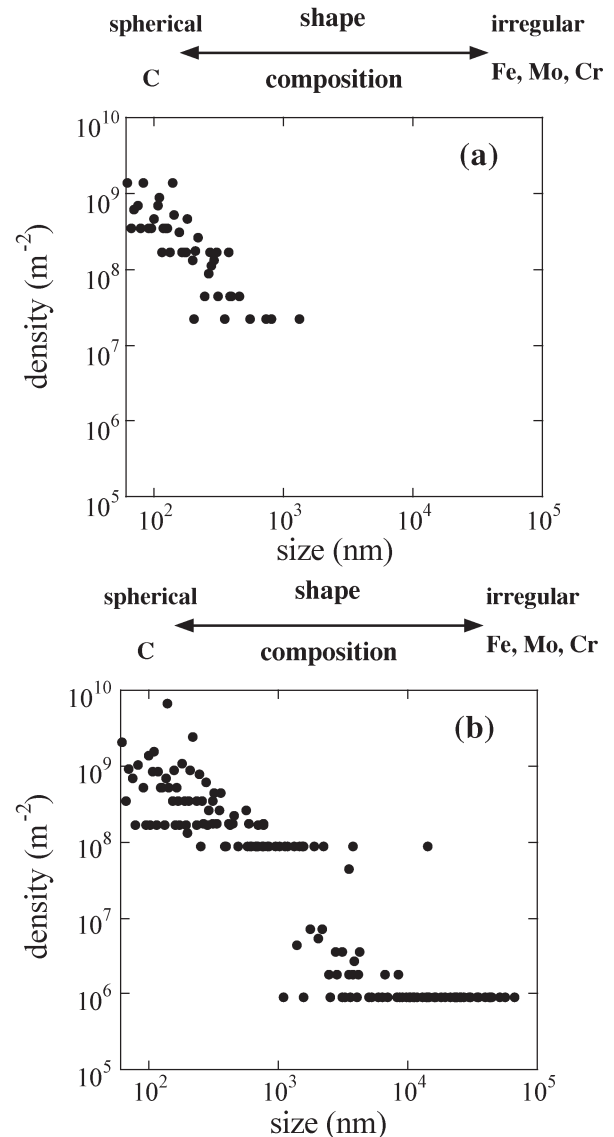 shape
spherical irregular
C composition Fe, Mo, Cr
(a)
10^10
10^9
10^8
10^7
10^6
10^5
density (m^-2)
10^2 10^3 10^4 10^5
size (nm)
shape
spherical irregular
C composition Fe, Mo, Cr
(b)
10^10
10^9
10^8
10^7
10^6
10^5
density (m^-2)
10^2 10^3 10^4 10^5
size (nm)